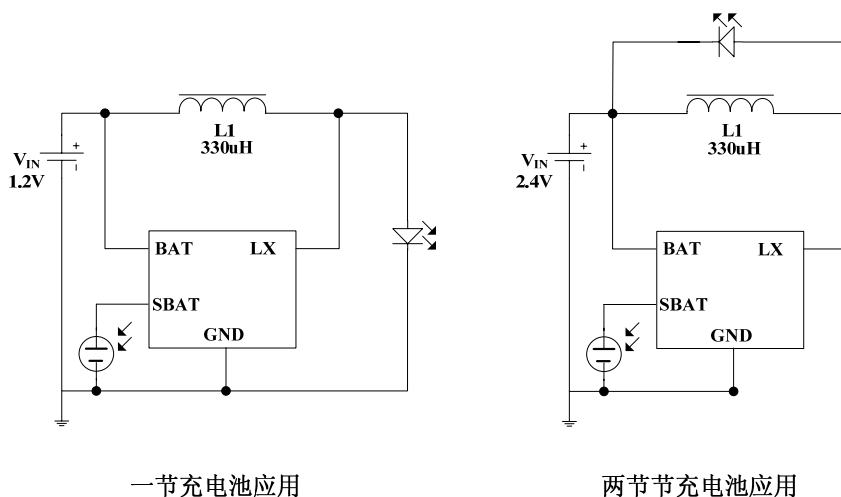 L1
330uH
+
V_IN
−
1.2V
BAT
LX
SBAT
GND
一节充电池应用
L1
330uH
+
V_IN
−
2.4V
BAT
LX
SBAT
GND
两节节充电池应用